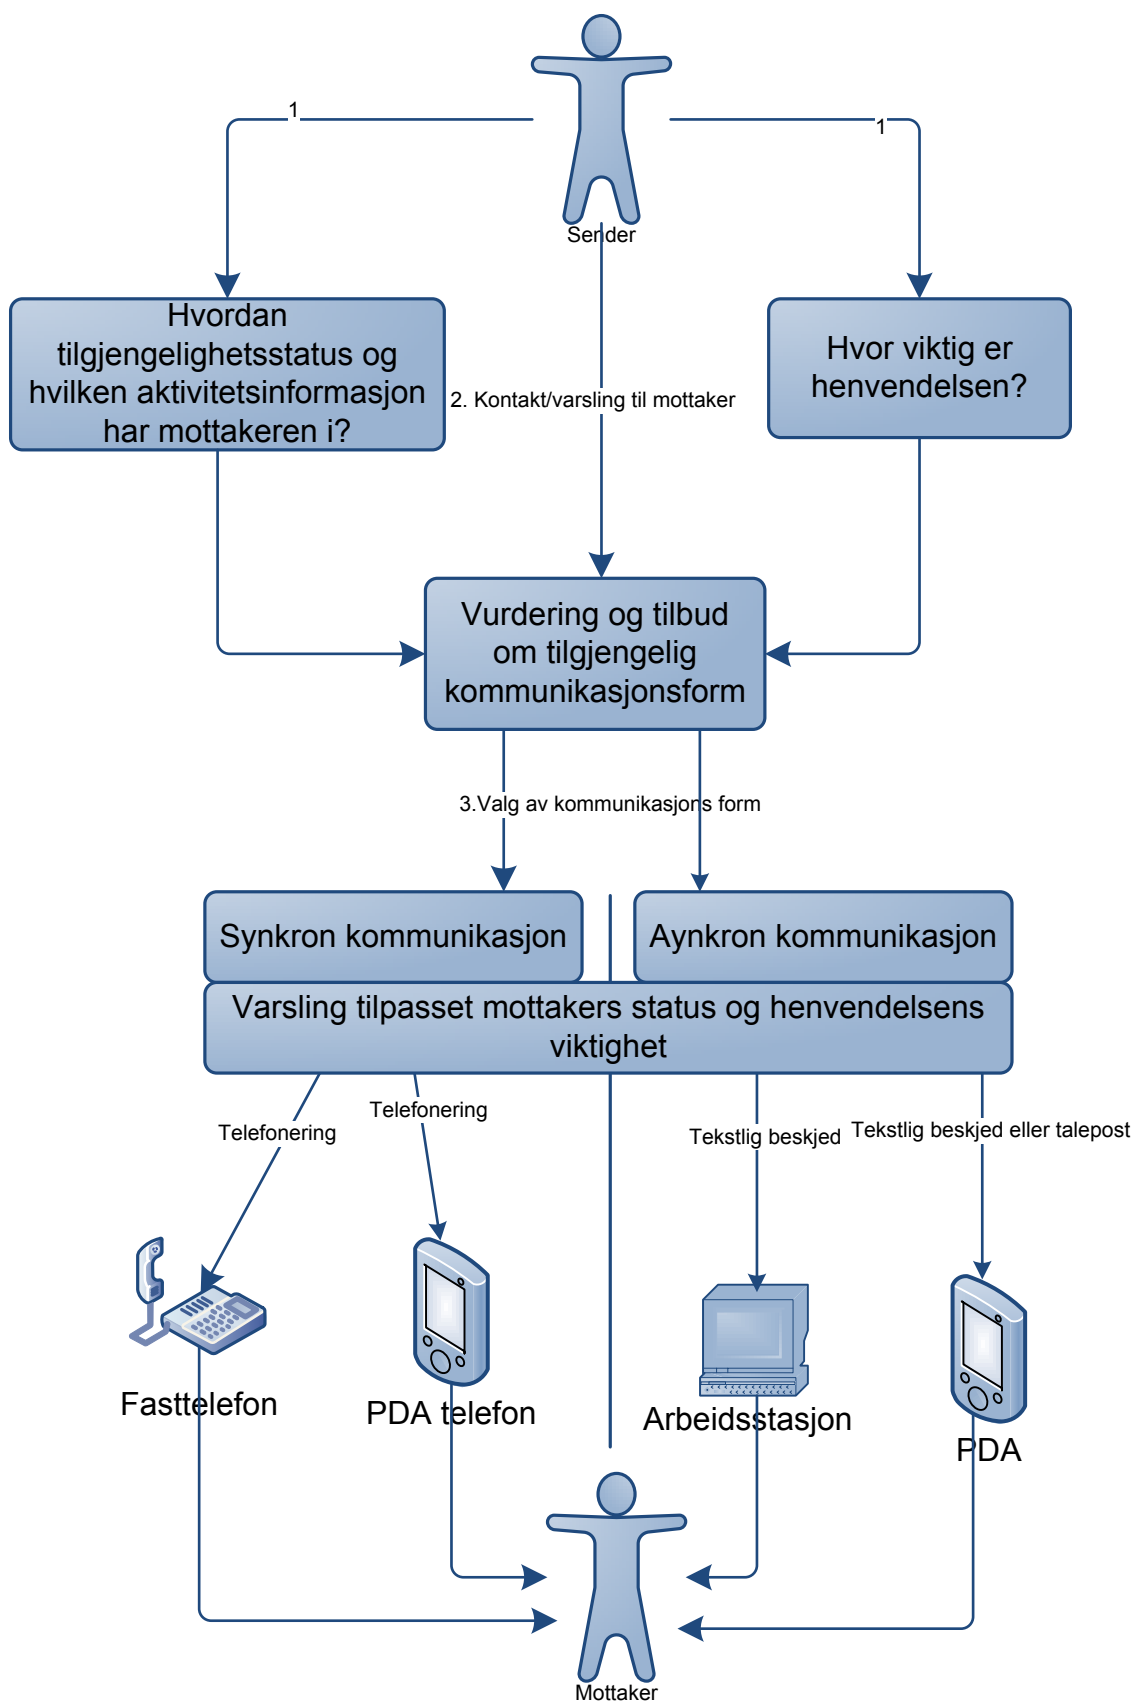 1
1
Sender
Hvordan
tilgjengelighetsstatus og
hvilken aktivitetsinformasjon
har mottakeren i?
Hvor viktig er
henvendelsen?
2. Kontakt/varsling til mottaker
Vurdering og tilbud
om tilgjengelig
kommunikasjonsform
3.Valg av kommunikasjons form
Synkron kommunikasjon
Aynkron kommunikasjon
Varsling tilpasset mottakers status og henvendelsens
viktighet
Telefonering
Telefonering
Tekstlig beskjed
Tekstlig beskjed eller talepost
Fasttelefon
PDA telefon
Arbeidsstasjon
PDA
Mottaker